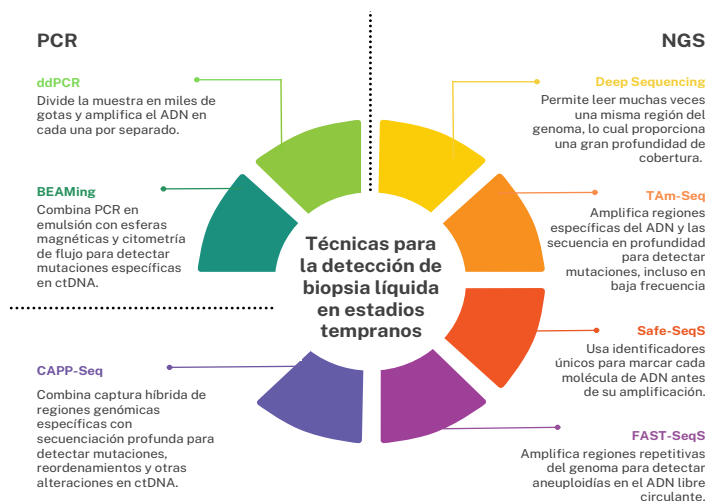 PCR
NGS
ddPCR
Divide la muestra en miles de
gotas y amplifica el ADN en
cada una por separado.
BEAMing
Combina PCR en
emulsión con esferas
magnéticas y citometría
de flujo para detectar
mutaciones específicas
en ctDNA.
CAPP-Seq
Combina captura híbrida de
regiones genómicas
específicas con
secuenciación profunda para
detectar mutaciones,
reordenamientos y otras
alteraciones en ctDNA.
Técnicas para
la detección de
biopsia líquida
en estadios
tempranos
Deep Sequencing
Permite leer muchas veces
una misma región del
genoma, lo cual proporciona
una gran profundidad de
cobertura.
TAm-Seq
Amplifica regiones
específicas del ADN y las
secuencia en profundidad
para detectar
mutaciones, incluso en
baja frecuencia
Safe-SeqS
Usa identificadores
únicos para marcar cada
molécula de ADN antes
de su amplificación.
FAST-SeqS
Amplifica regiones repetitivas
del genoma para detectar
aneuploidías en el ADN libre
circulante.